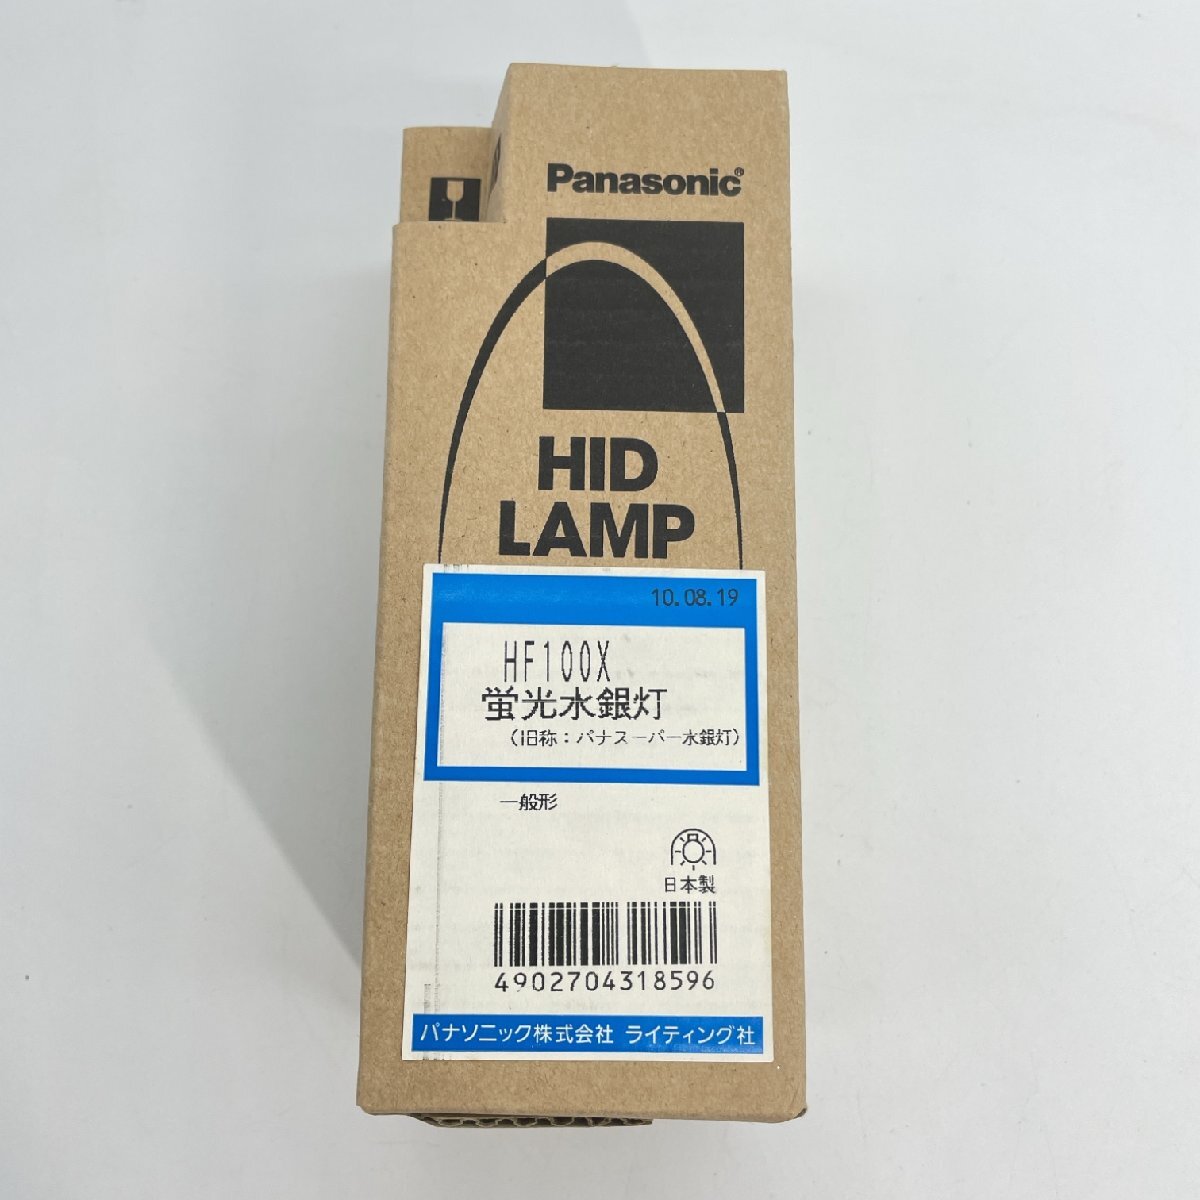 Panasonic®
HID
LAMP
10.08.19
HF100X
蛍光水銀灯
（旧称：パナスーパー水銀灯）
一般形
日本製
4902704318596
パナソニック株式会社 ライティング社